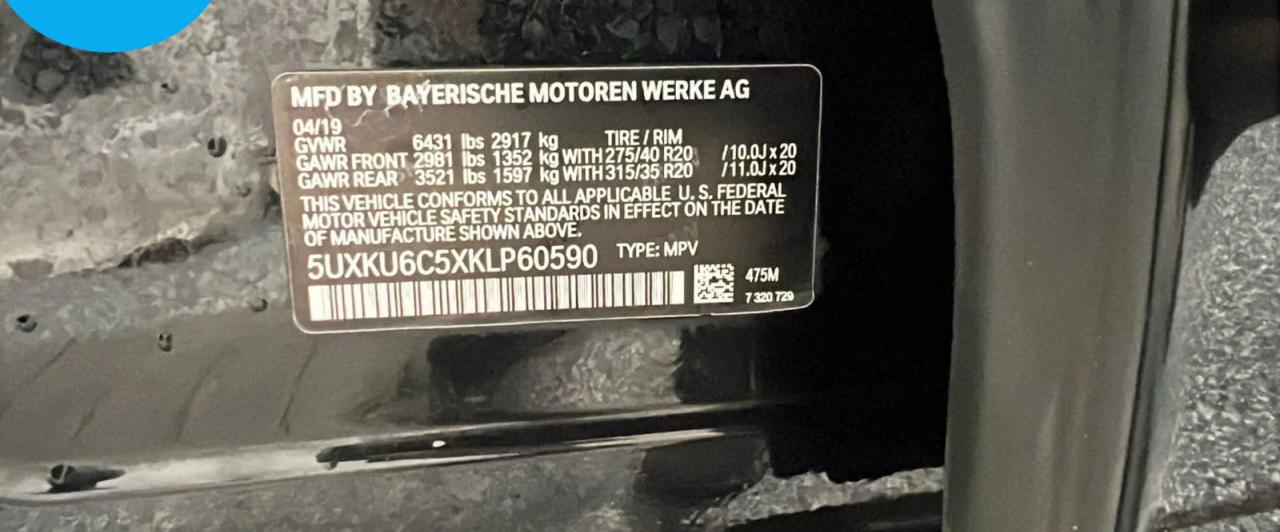 MFD BY BAYERISCHE MOTOREN WERKE AG
04/19
GVWR 6431 lbs 2917 kg TIRE / RIM
GAWR FRONT 2981 lbs 1352 kg WITH 275/40 R20 /10.0J x 20
GAWR REAR 3521 lbs 1597 kg WITH 315/35 R20 /11.0J x 20
THIS VEHICLE CONFORMS TO ALL APPLICABLE U. S. FEDERAL
MOTOR VEHICLE SAFETY STANDARDS IN EFFECT ON THE DATE
OF MANUFACTURE SHOWN ABOVE.
5UXKU6C5XKLP60590 TYPE: MPV
475M
7 320 729